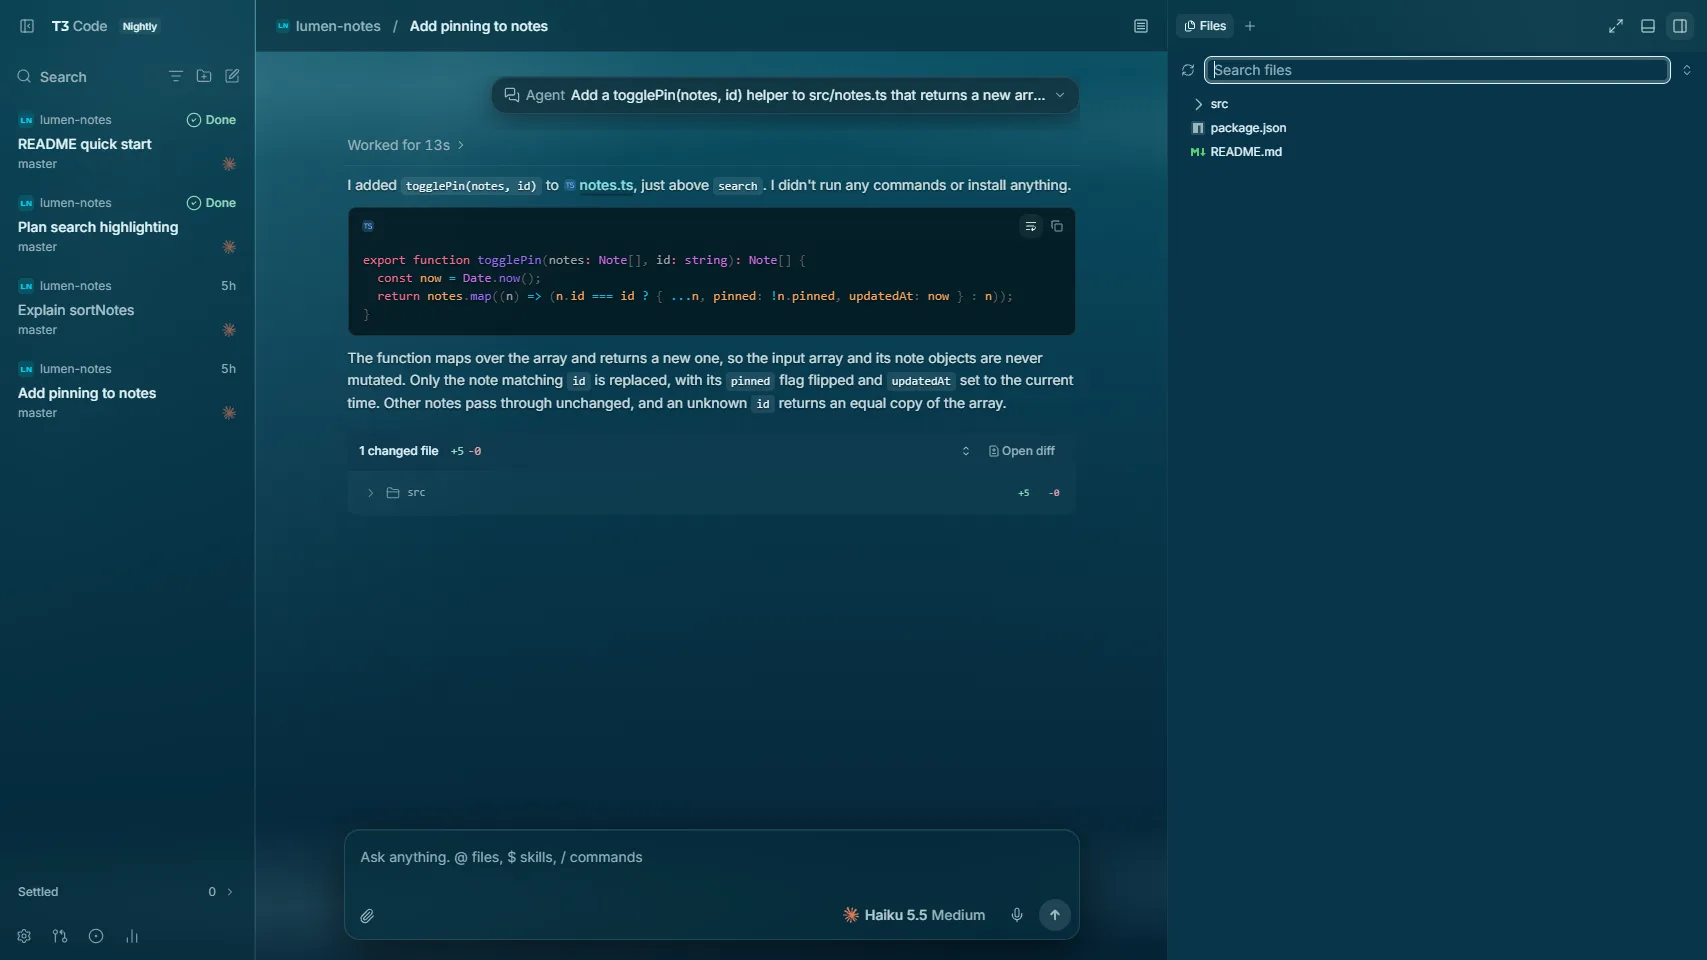 T3 Code Nightly
Search
LN lumen-notes Done
README quick start
master
LN lumen-notes Done
Plan search highlighting
master
LN lumen-notes 5h
Explain sortNotes
master
LN lumen-notes 5h
Add pinning to notes
master
Settled 0
LN lumen-notes / Add pinning to notes
Agent Add a togglePin(notes, id) helper to src/notes.ts that returns a new arr...
Worked for 13s
I added togglePin(notes, id) to TS notes.ts, just above search. I didn't run any commands or install anything.
TS
export function togglePin(notes: Note[], id: string): Note[] {
  const now = Date.now();
  return notes.map((n) => (n.id === id ? { ...n, pinned: !n.pinned, updatedAt: now } : n));
}
The function maps over the array and returns a new one, so the input array and its note objects are never
mutated. Only the note matching id is replaced, with its pinned flag flipped and updatedAt set to the current
time. Other notes pass through unchanged, and an unknown id returns an equal copy of the array.
1 changed file +5 -0 Open diff
src +5 -0
Ask anything. @ files, $ skills, / commands
Haiku 5.5 Medium
Files
Search files
src
package.json
M↓ README.md